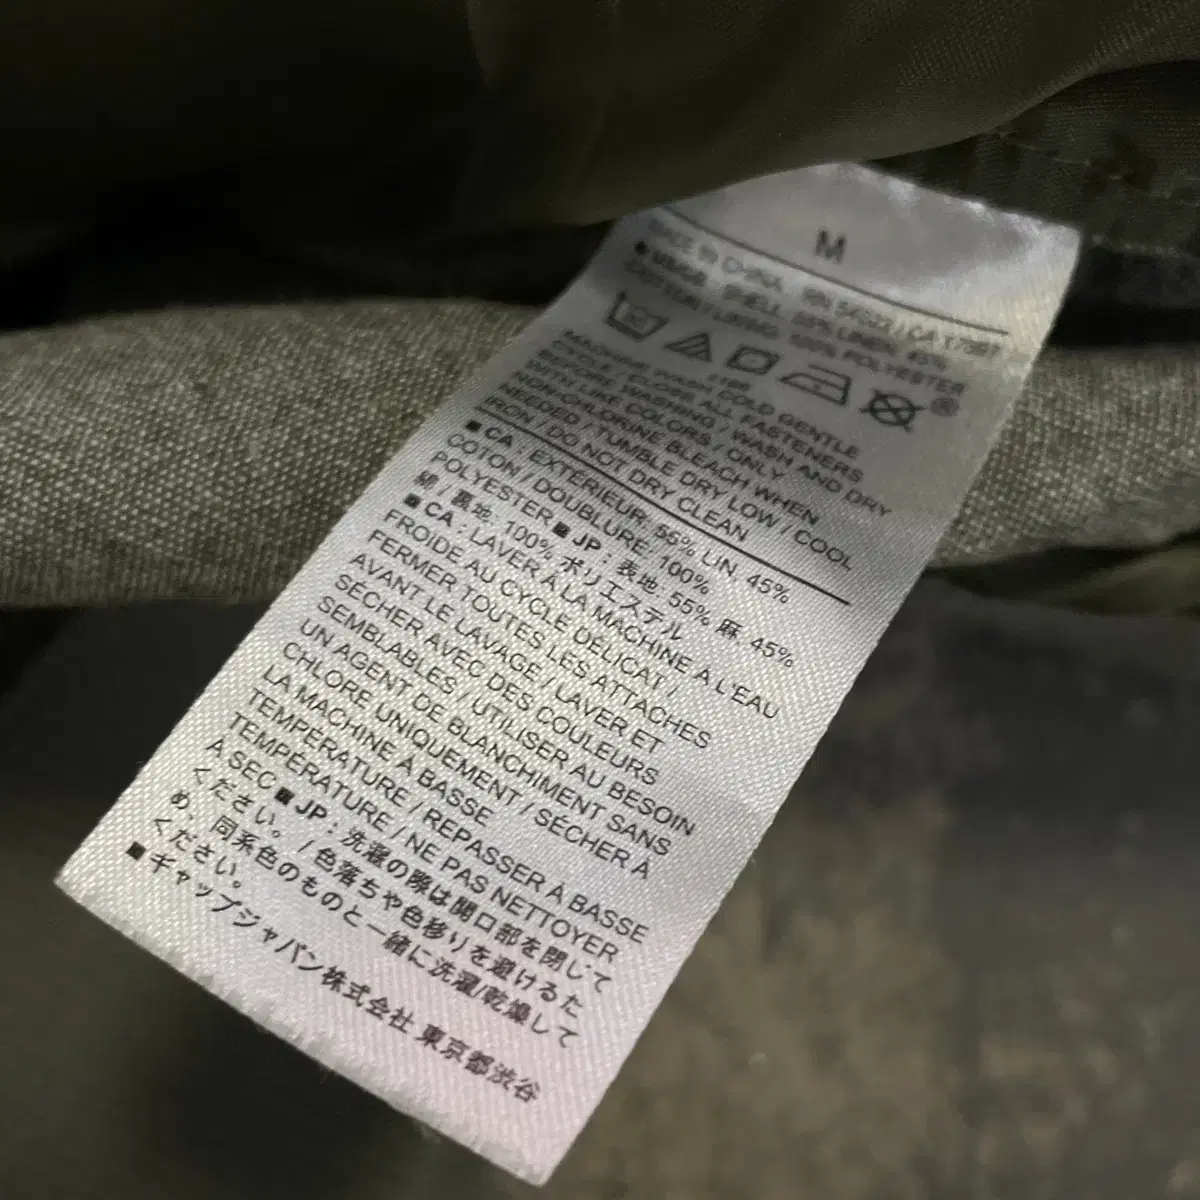 M
MADE IN CHINA RN 54023 / CA 17897
SHELL: 55% LINEN, 45%
COTTON / LINING: 100% POLYESTER
MACHINE WASH COLD GENTLE
CYCLE / CLOSE ALL FASTENERS
BEFORE WASHING / WASH AND DRY
WITH LIKE COLORS / ONLY
NON-CHLORINE BLEACH WHEN
NEEDED / TUMBLE DRY LOW / COOL
IRON / DO NOT DRY CLEAN
■ CA : EXTÉRIEUR: 55% LIN, 45%
COTON / DOUBLURE: 100%
POLYESTER ■ JP : 表地: 55% 麻, 45%
綿 / 裏地: 100% ポリエステル
■ CA : LAVER À LA MACHINE À L'EAU
FROIDE AU CYCLE DÉLICAT /
FERMER TOUTES LES ATTACHES
AVANT LE LAVAGE / LAVER ET
SÉCHER AVEC DES COULEURS
SEMBLABLES / UTILISER AU BESOIN
UN AGENT DE BLANCHIMENT SANS
CHLORE UNIQUEMENT / SÉCHER À
LA MACHINE À BASSE
TEMPÉRATURE / REPASSER À BASSE
TEMPÉRATURE / NE PAS NETTOYER
À SEC ■ JP : 洗濯の際は開口部を閉じて
ください。 / 色落ちや色移りを避けるた
め、同系色のものと一緒に洗濯/乾燥して
ください。
■ ギャップジャパン株式会社 東京都渋谷